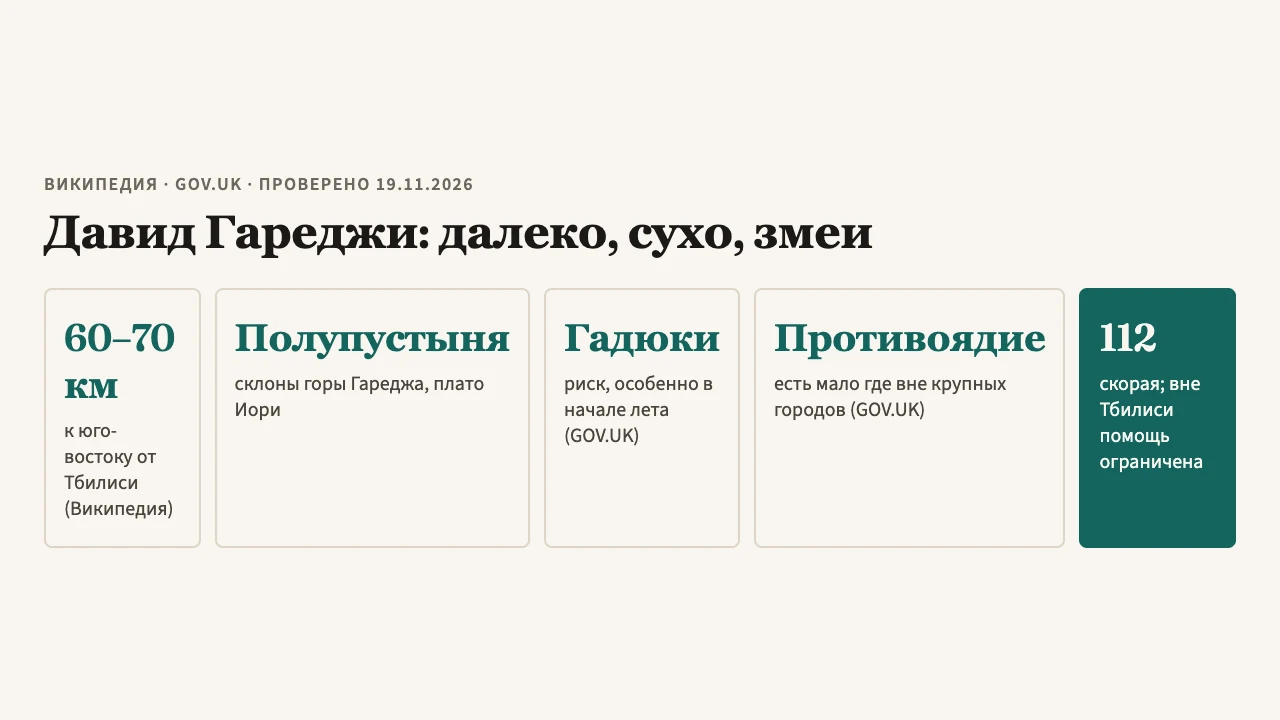 ВИКИПЕДИЯ · GOV.UK · ПРОВЕРЕНО 19.11.2026
Давид Гареджи: далеко, сухо, змеи
60–70
км
к юго-
востоку от
Тбилиси
(Википедия)
Полупустыня
склоны горы Гареджа, плато
Иори
Гадюки
риск, особенно в
начале лета
(GOV.UK)
Противоядие
есть мало где вне крупных
городов (GOV.UK)
112
скорая; вне
Тбилиси
помощь
ограничена